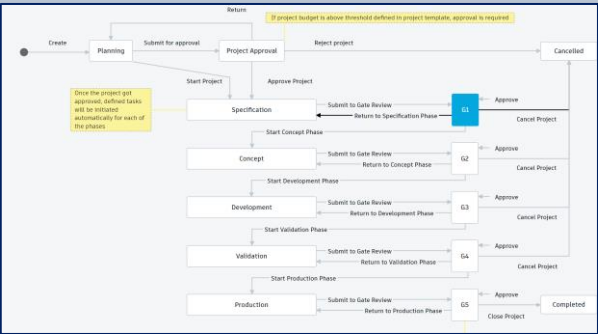 Return
If project budget is above threshold defined in project template, approval is required
Create
Planning
Submit for approval
Project Approval
Reject project
Cancelled
Start Project
Approve Project
Once the project got
approved, defined tasks
will be initiated
automatically for each of
the phases
Specification
Submit to Gate Review
Return to Specification Phase
G1
Approve
Cancel Project
Start Concept Phase
Concept
Submit to Gate Review
Return to Concept Phase
G2
Approve
Cancel Project
Start Development Phase
Development
Submit to Gate Review
Return to Development Phase
G3
Approve
Cancel Project
Start Validation Phase
Validation
Submit to Gate Review
Return to Validation Phase
G4
Approve
Cancel Project
Start Production Phase
Production
Submit to Gate Review
Return to Production Phase
G5
Approve
Close Project
Completed